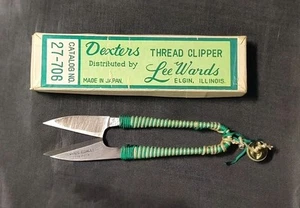 CATALOG NO.
27-706
Dexters THREAD CLIPPER
Distributed by Lee Wards
MADE IN JAPAN. ELGIN, ILLINOIS.